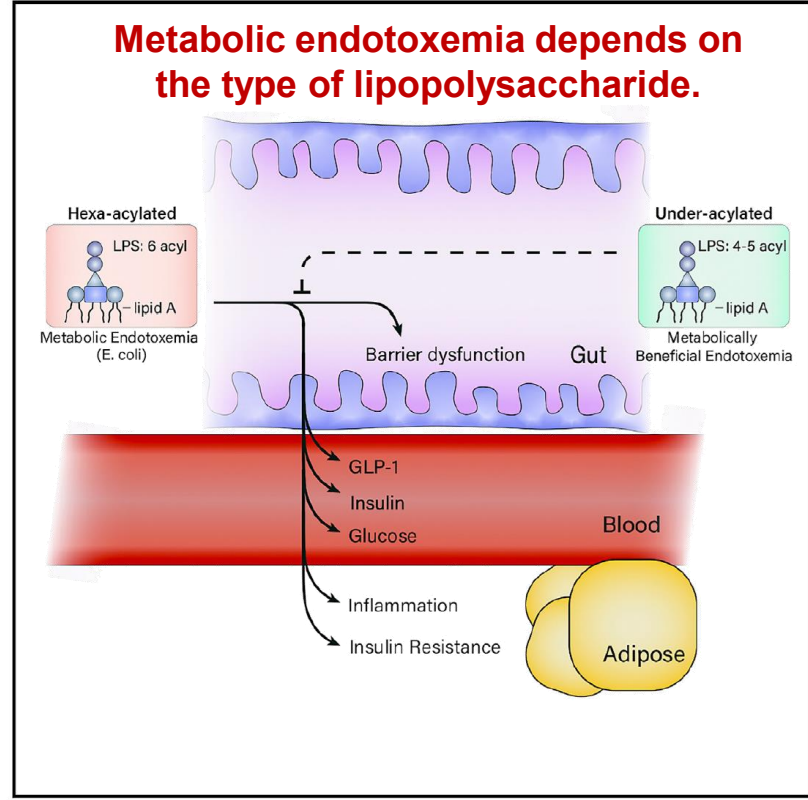 Metabolic endotoxemia depends on
the type of lipopolysaccharide.
Hexa-acylated
LPS: 6 acyl
lipid A
Metabolic Endotoxemia
(E. coli)
Under-acylated
LPS: 4-5 acyl
lipid A
Metabolically
Beneficial Endotoxemia
Barrier dysfunction
Gut
GLP-1
Insulin
Glucose
Blood
Inflammation
Insulin Resistance
Adipose